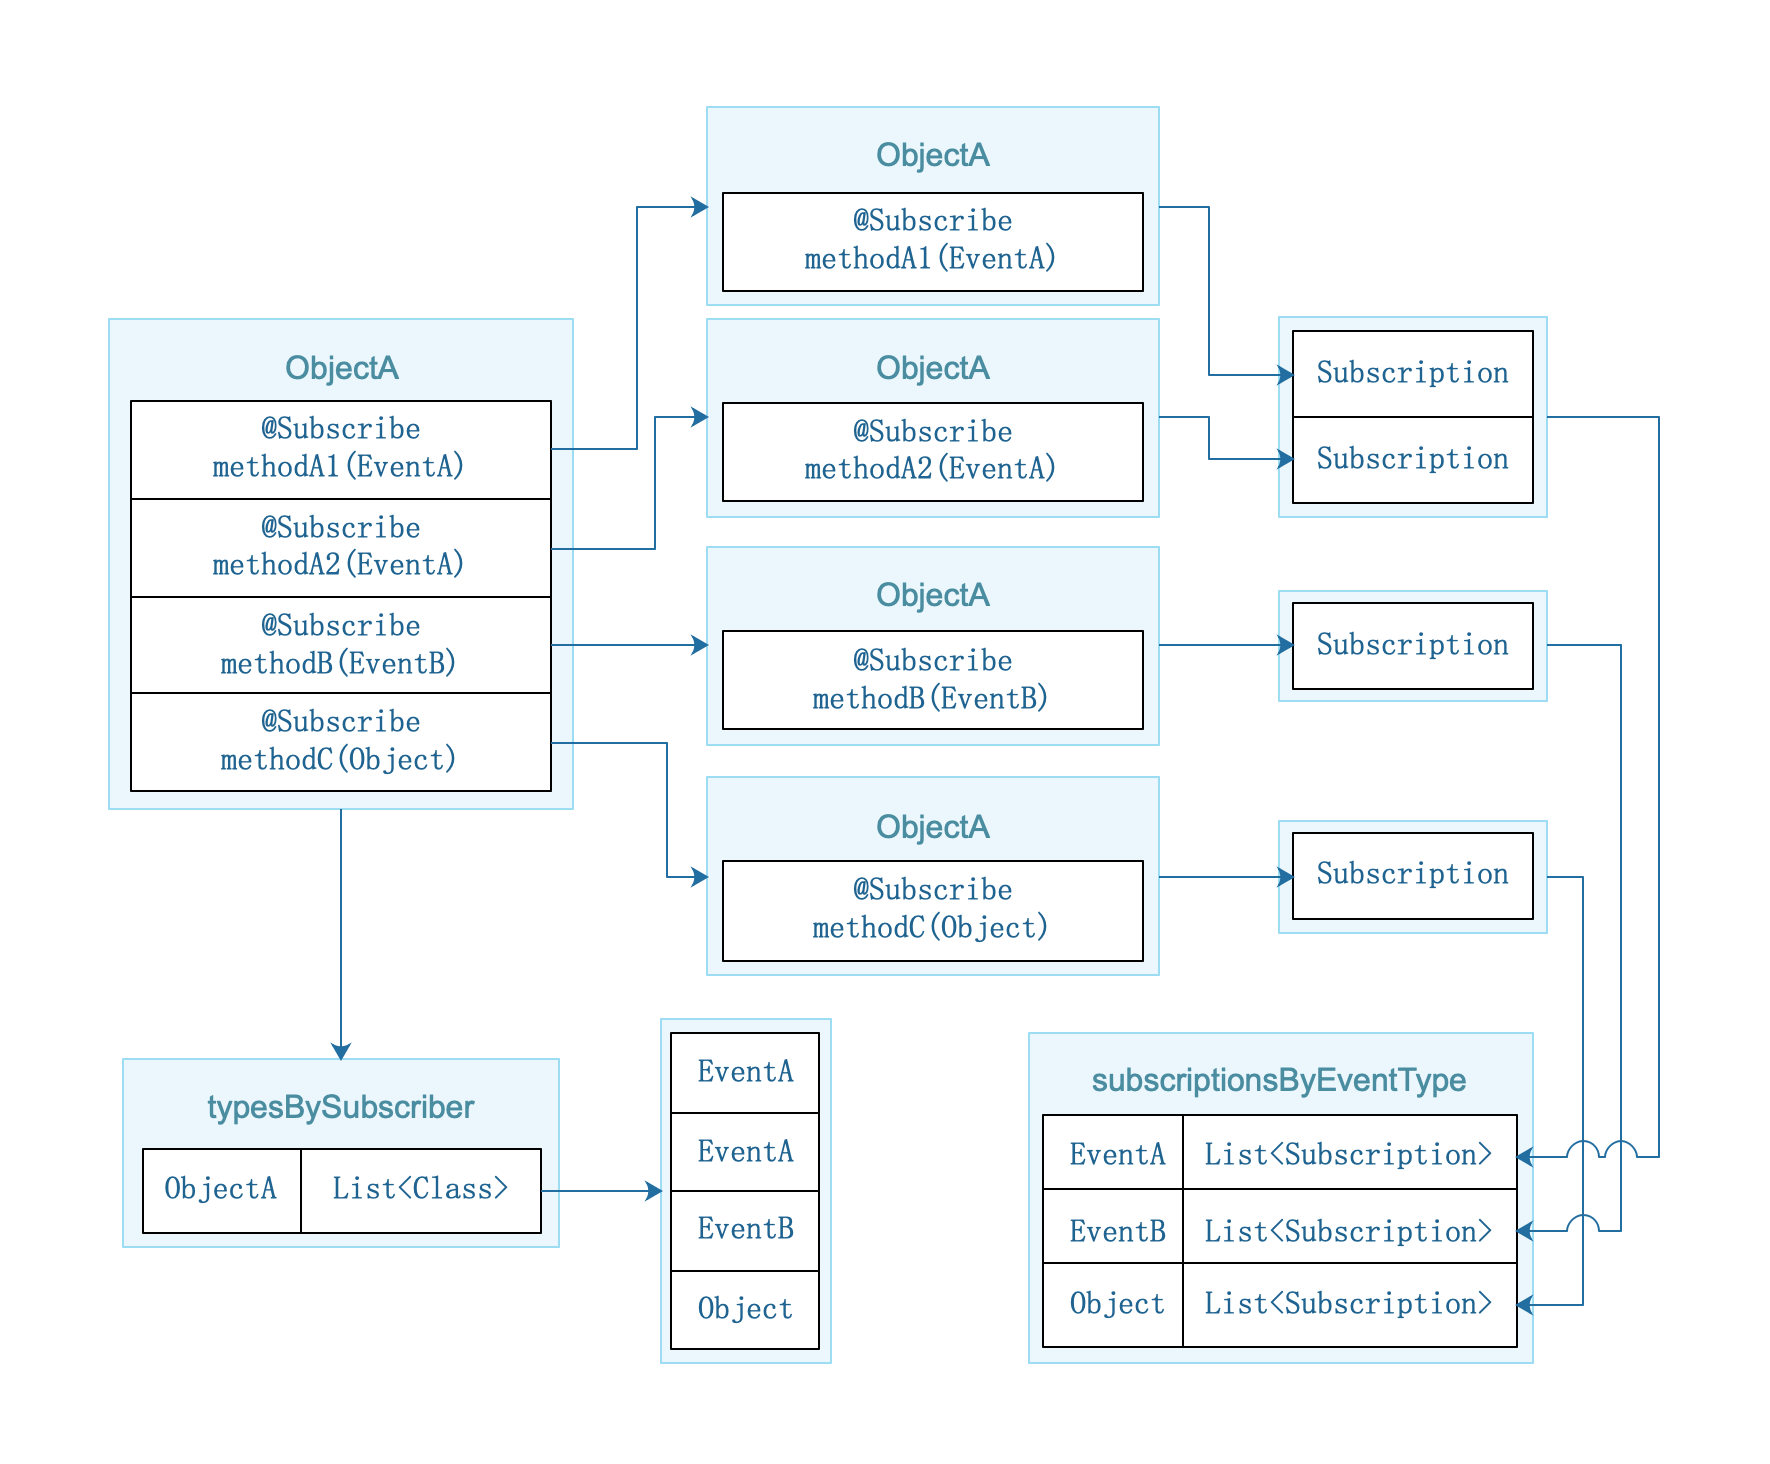 ObjectA
@Subscribe
methodA1(EventA)
@Subscribe
methodA2(EventA)
@Subscribe
methodB(EventB)
@Subscribe
methodC(Object)
ObjectA
@Subscribe
methodA1(EventA)
ObjectA
@Subscribe
methodA2(EventA)
ObjectA
@Subscribe
methodB(EventB)
ObjectA
@Subscribe
methodC(Object)
Subscription
Subscription
Subscription
Subscription
typesBySubscriber
ObjectA List<Class>
EventA
EventA
EventB
Object
subscriptionsByEventType
EventA List<Subscription>
EventB List<Subscription>
Object List<Subscription>